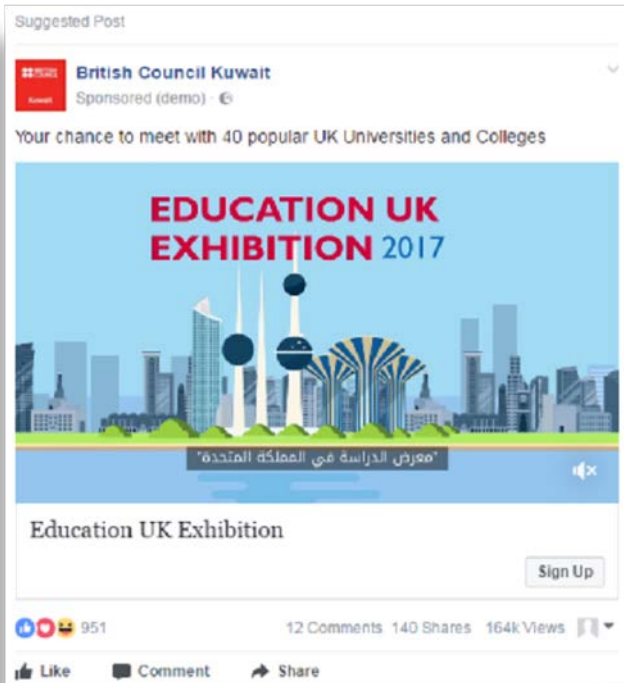 Suggested Post
British Council Kuwait
Sponsored (demo) ·
Your chance to meet with 40 popular UK Universities and Colleges
EDUCATION UK
EXHIBITION 2017
"معرض الدراسة في المملكة المتحدة"
Education UK Exhibition
Sign Up
951
12 Comments 140 Shares 164k Views
Like Comment Share